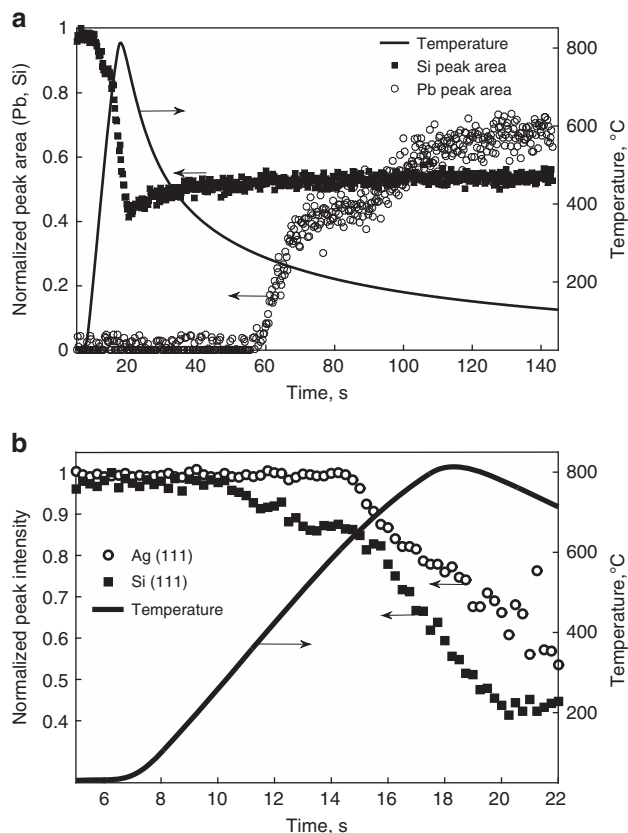 a
1
0.8
0.6
0.4
0.2
0
Normalized peak area (Pb, Si)
Temperature
Si peak area
Pb peak area
800
600
400
200
Temperature, °C
20 40 60 80 100 120 140
Time, s
b
1
0.9
0.8
0.7
0.6
0.5
0.4
Normalized peak intensity
Ag (111)
Si (111)
Temperature
800
600
400
200
Temperature,°C
6 8 10 12 14 16 18 20 22
Time, s